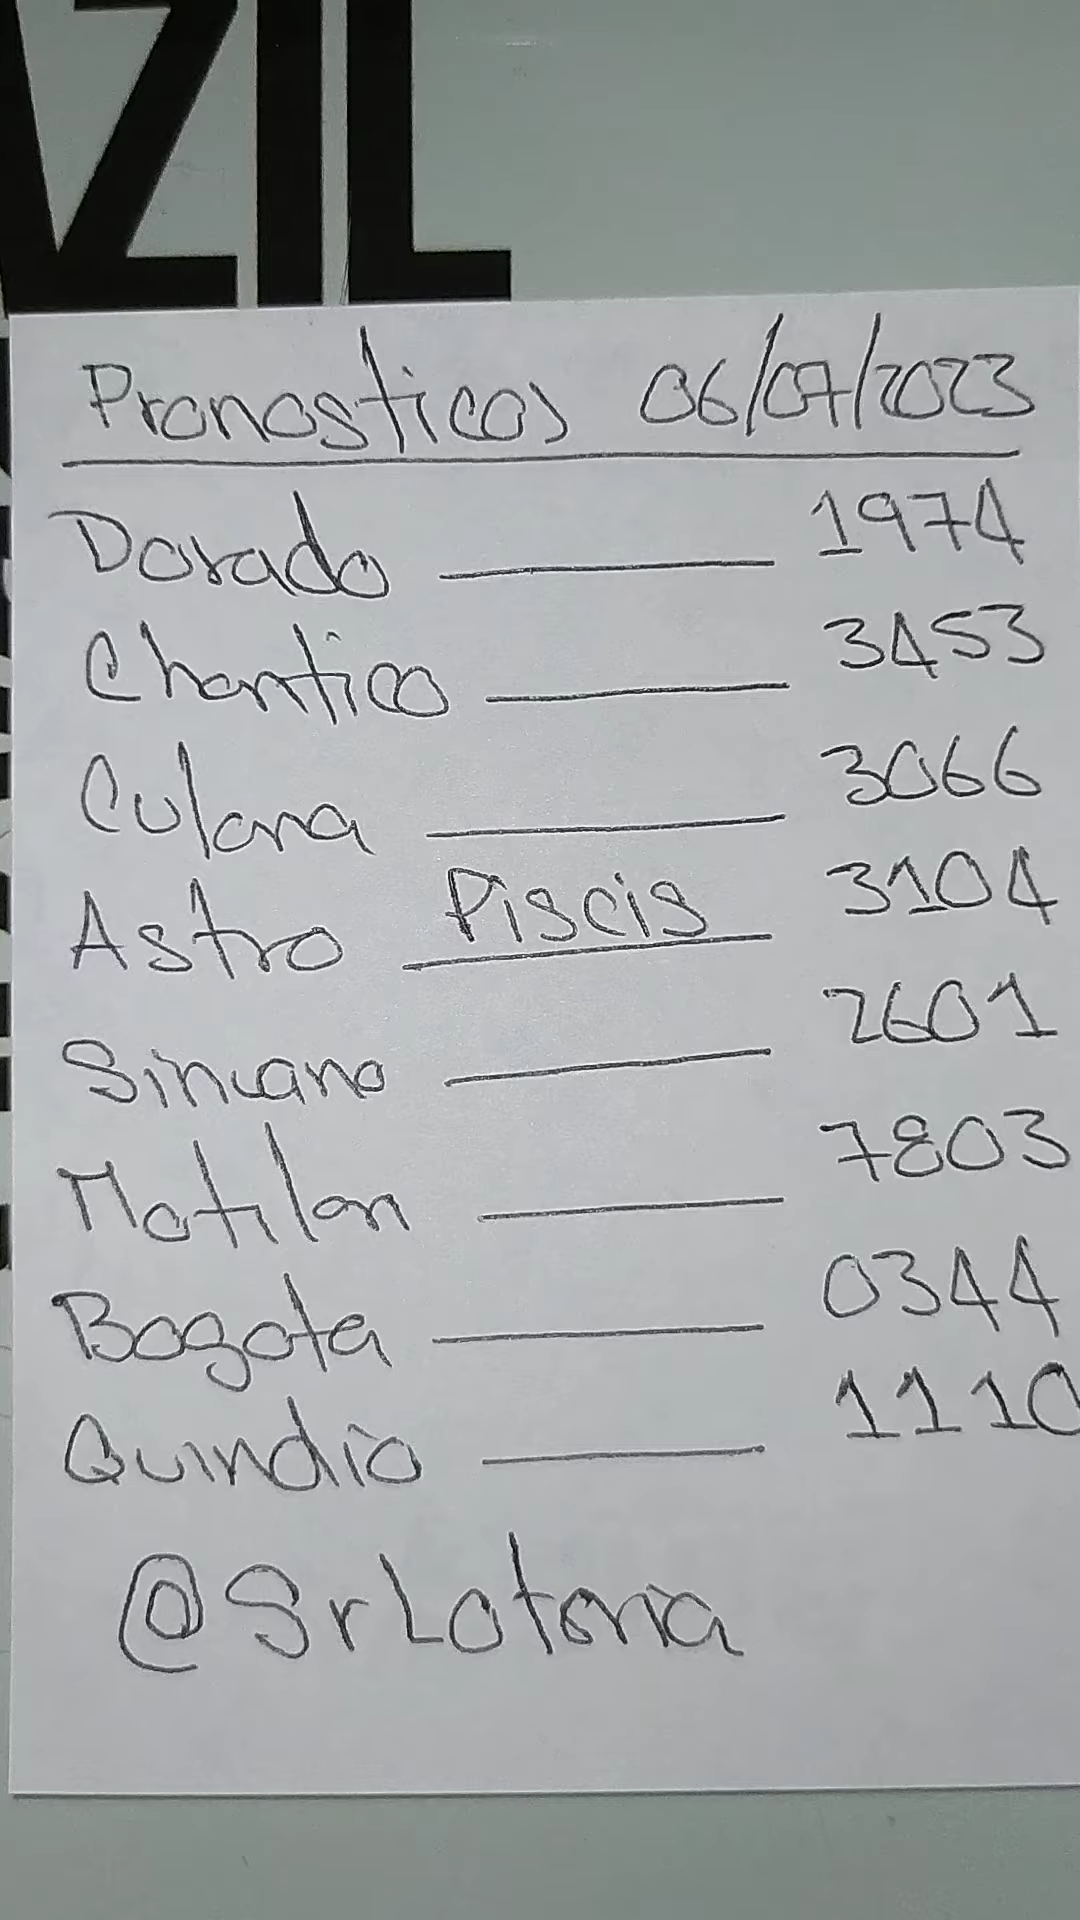 ZIL
Pronosticos 06/07/2023
Dorado 1974
Chontico 3453
Culona 3066
Astro Piscis 3104
Sinuano 2601
Motilon 7803
Bogota 0344
Quindio 1110
@SrLoteria